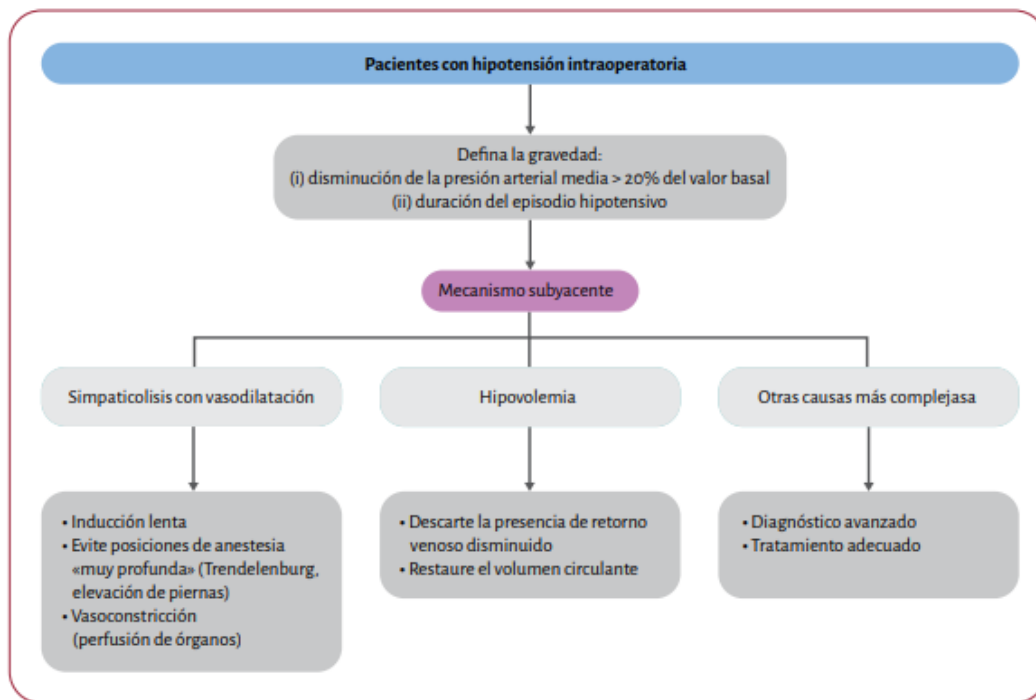 Pacientes con hipotensión intraoperatoria
Defina la gravedad:
(i) disminución de la presión arterial media > 20% del valor basal
(ii) duración del episodio hipotensivo
Mecanismo subyacente
Simpaticolisis con vasodilatación
Hipovolemia
Otras causas más complejasa
• Inducción lenta
• Evite posiciones de anestesia
«muy profunda» (Trendelenburg,
elevación de piernas)
• Vasoconstricción
(perfusión de órganos)
• Descarte la presencia de retorno
venoso disminuido
• Restaure el volumen circulante
• Diagnóstico avanzado
• Tratamiento adecuado